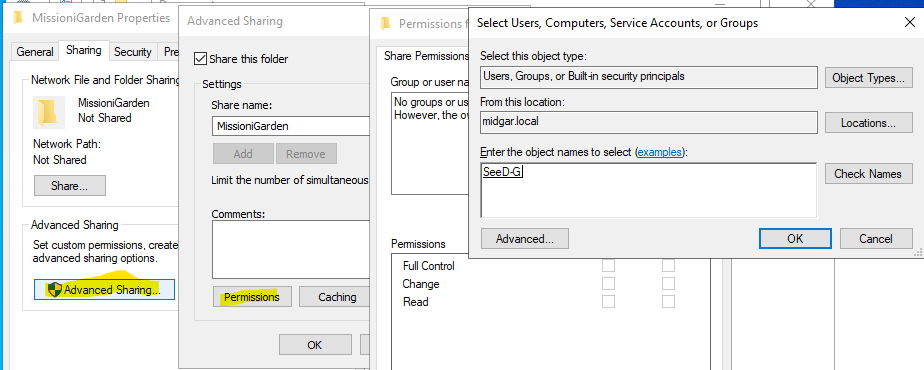 MissioniGarden Properties
General
Sharing
Security
Pre
Network File and Folder Sharing
MissioniGarden
Not Shared
Network Path:
Not Shared
Share...
Advanced Sharing
Set custom permissions, create
advanced sharing options.
Advanced Sharing...
Advanced Sharing
Share this folder
Settings
Share name:
MissioniGarden
Add
Remove
Limit the number of simultaneous
Comments:
Permissions
Caching
OK
Permissions f
Share Permissions
Group or user na
No groups or us
However, the ow
Permissions
Full Control
Change
Read
Select Users, Computers, Service Accounts, or Groups
Select this object type:
Users, Groups, or Built-in security principals
Object Types...
From this location:
midgar.local
Locations...
Enter the object names to select (examples):
SeeD-G
Check Names
Advanced...
OK
Cancel